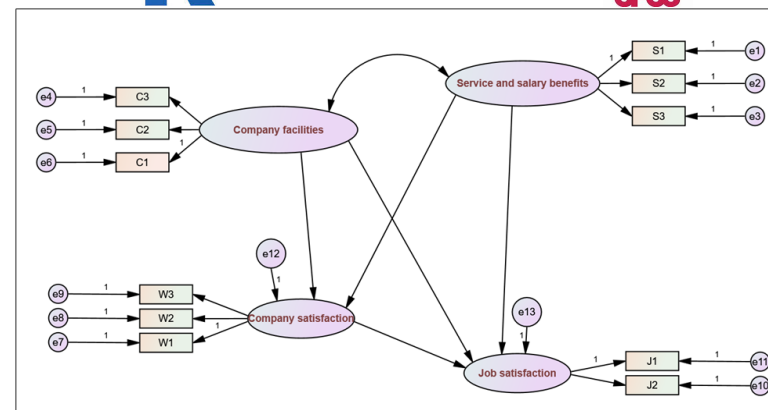 S1
1
1
e1
Service and salary benefits
S2
1
e2
S3
1
e3
e4
1
C3
e5
1
C2
Company facilities
e6
1
C1
1
e12
1
e9
1
W3
e8
1
W2
Company satisfaction
e7
1
W1
1
e13
1
Job satisfaction
1
J1
1
e11
J2
1
e10